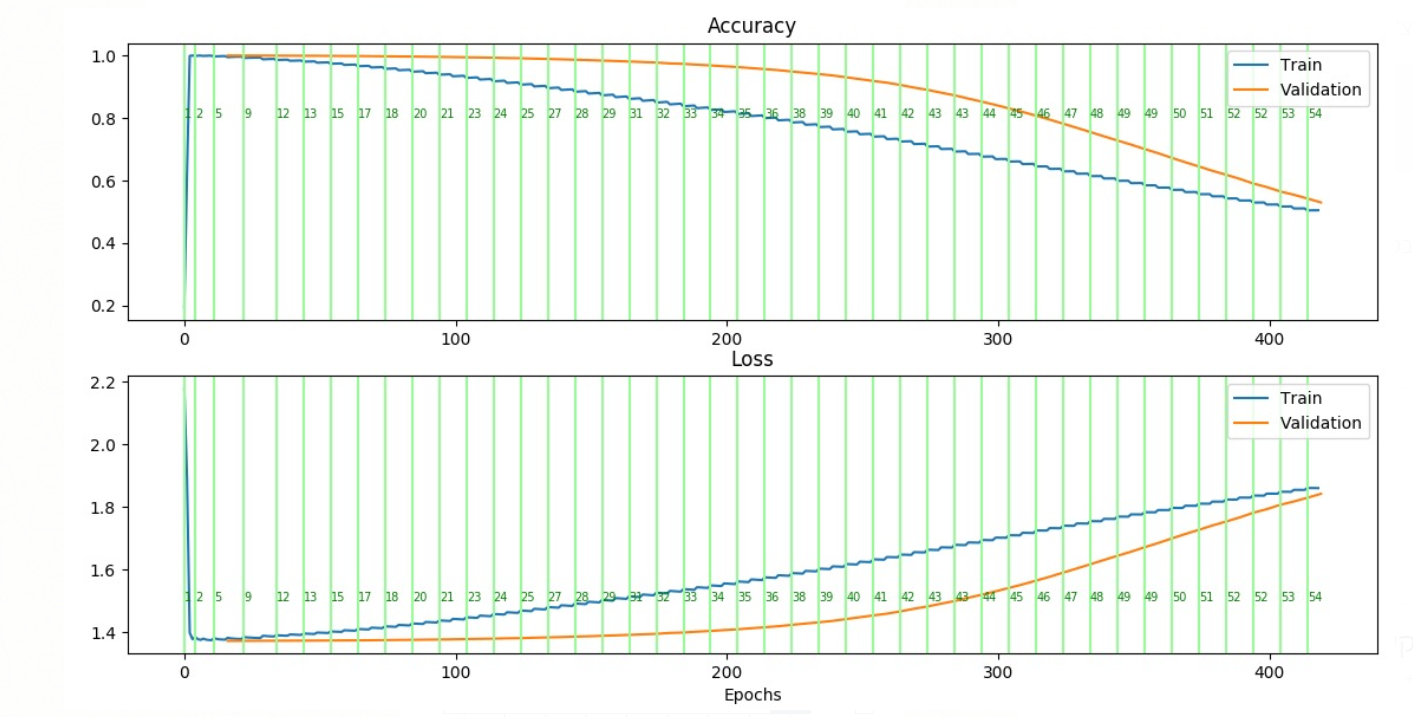 Accuracy
1.0
0.8
0.6
0.4
0.2
Train
Validation
1 2 5 9 12 13 15 17 18 20 21 23 24 25 27 28 29 31 32 33 34 35 36 38 39 40 41 42 43 43 44 45 46 47 48 49 49 50 51 52 52 53 54
0 100 200 300 400
Loss
2.2
2.0
1.8
1.6
1.4
Train
Validation
1 2 5 9 12 13 15 17 18 20 21 23 24 25 27 28 29 31 32 33 34 35 36 38 39 40 41 42 43 43 44 45 46 47 48 49 49 50 51 52 52 53 54
0 100 200 300 400
Epochs